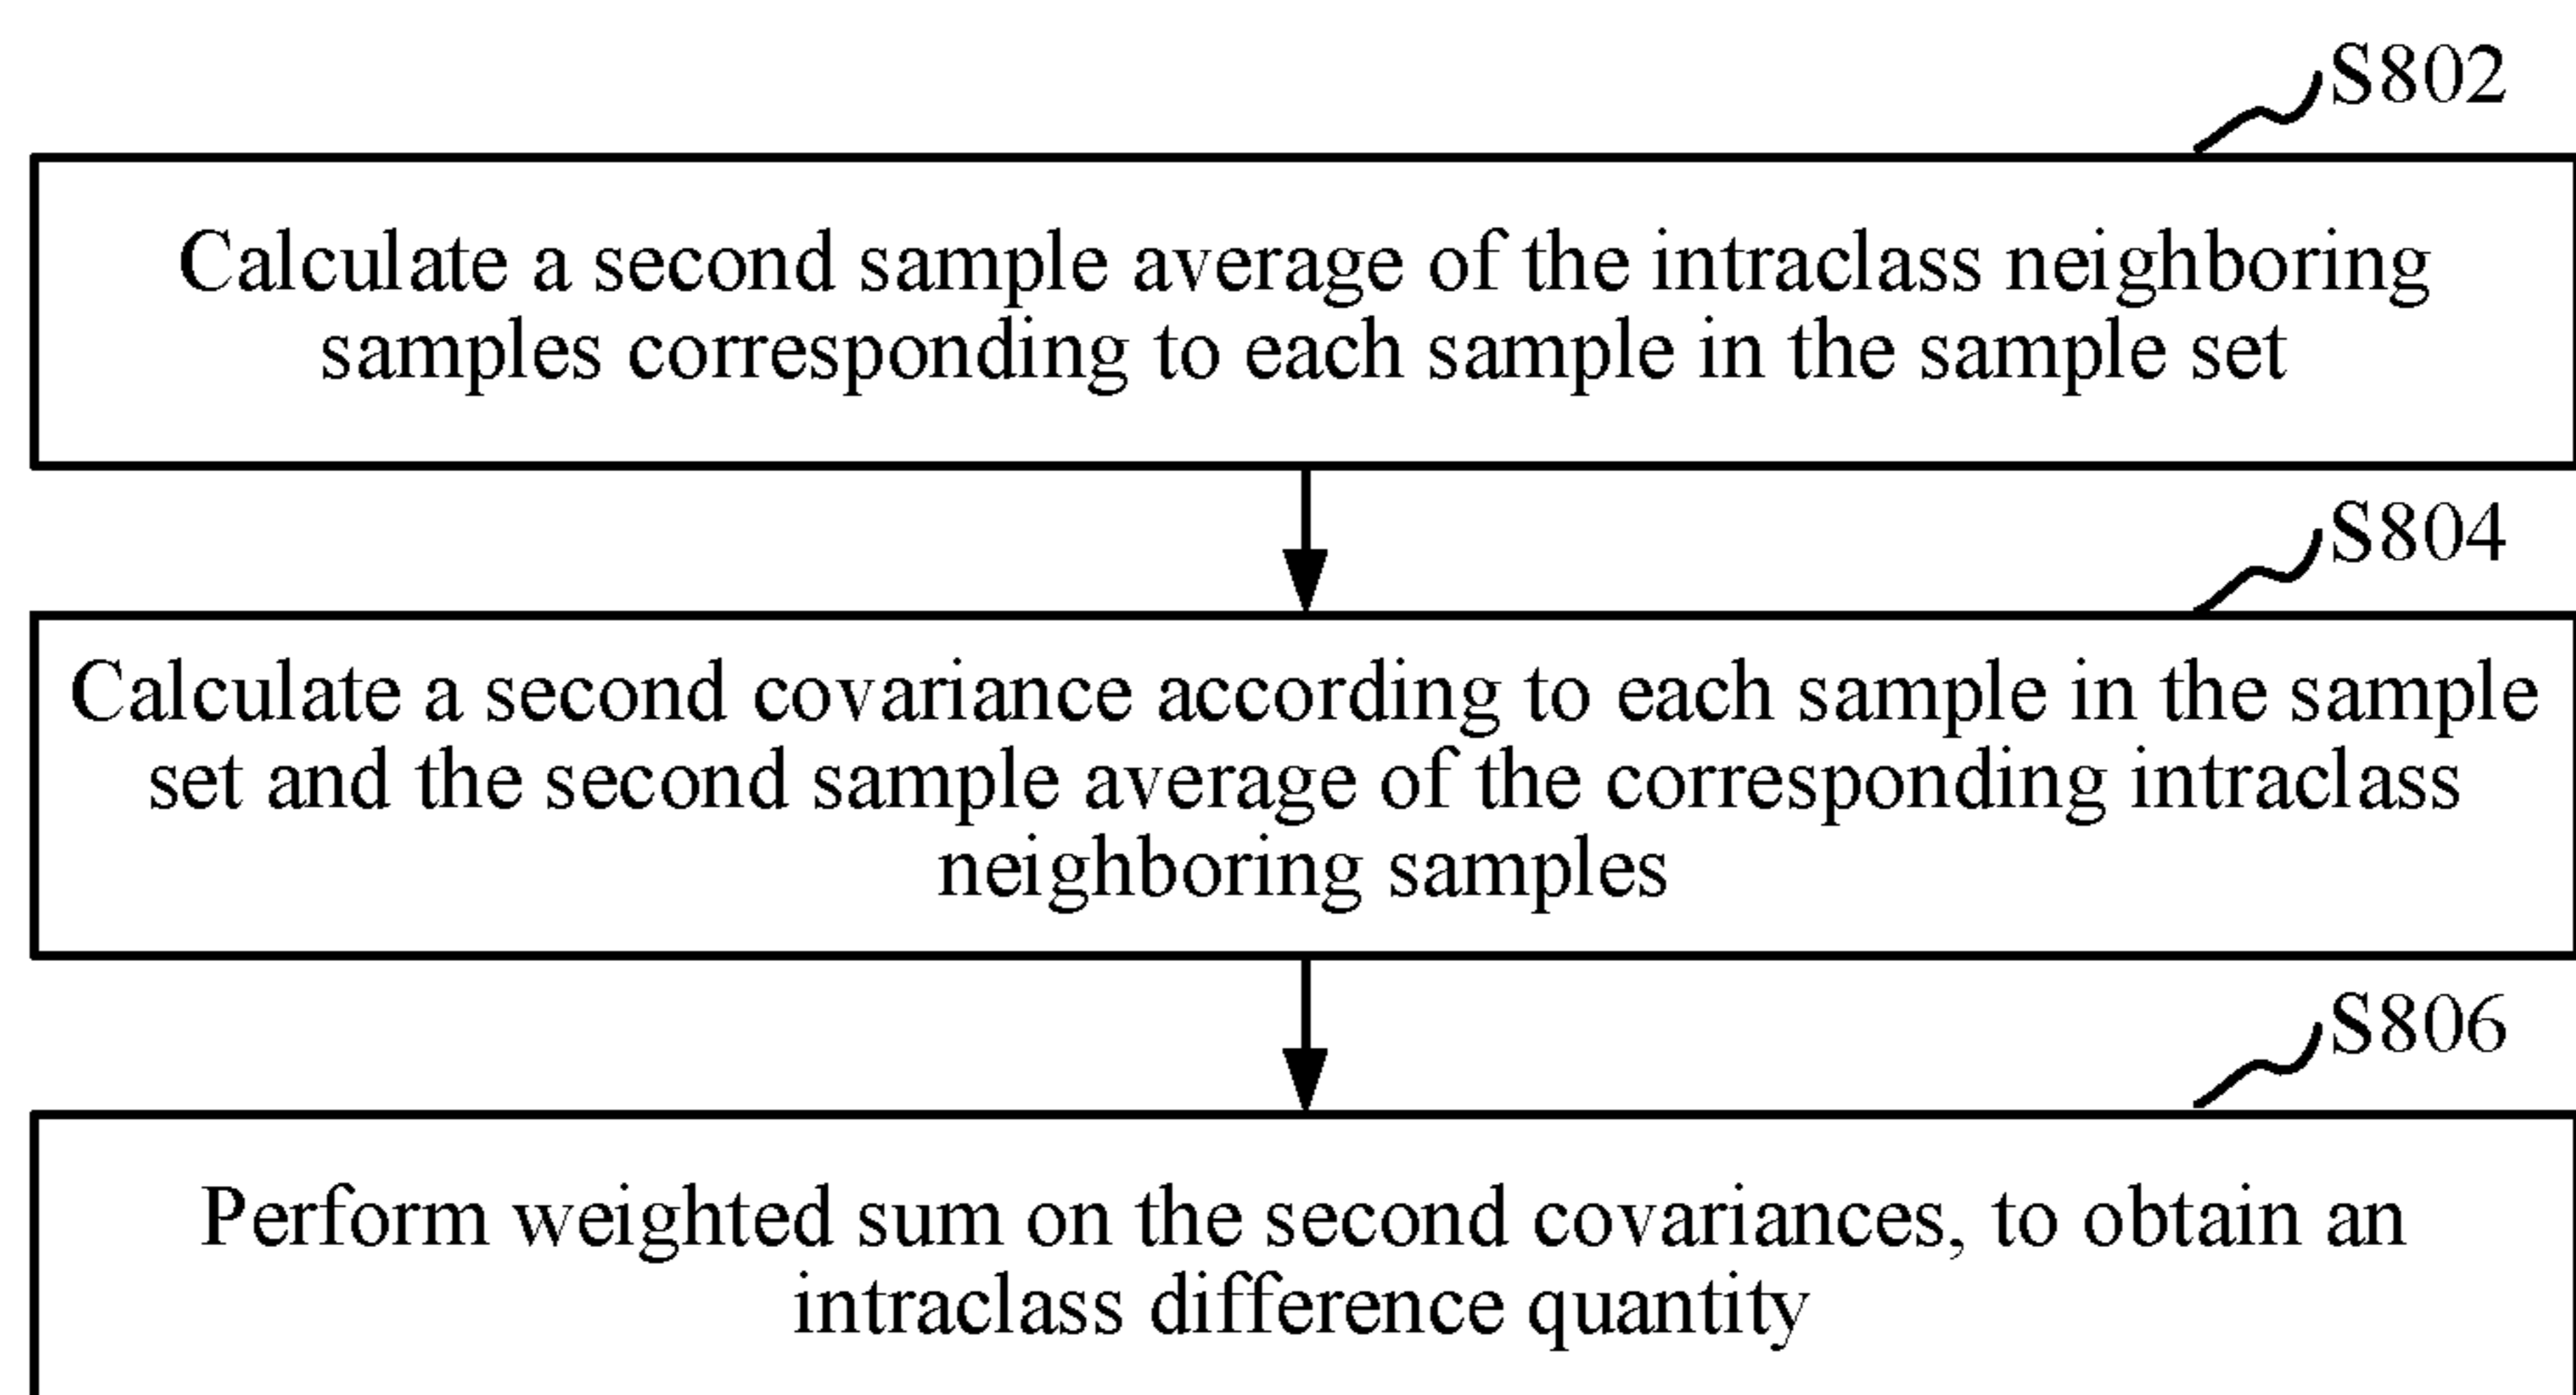 S802
Calculate a second sample average of the intraclass neighboring
samples corresponding to each sample in the sample set
S804
Calculate a second covariance according to each sample in the sample
set and the second sample average of the corresponding intraclass
neighboring samples
S806
Perform weighted sum on the second covariances, to obtain an
intraclass difference quantity